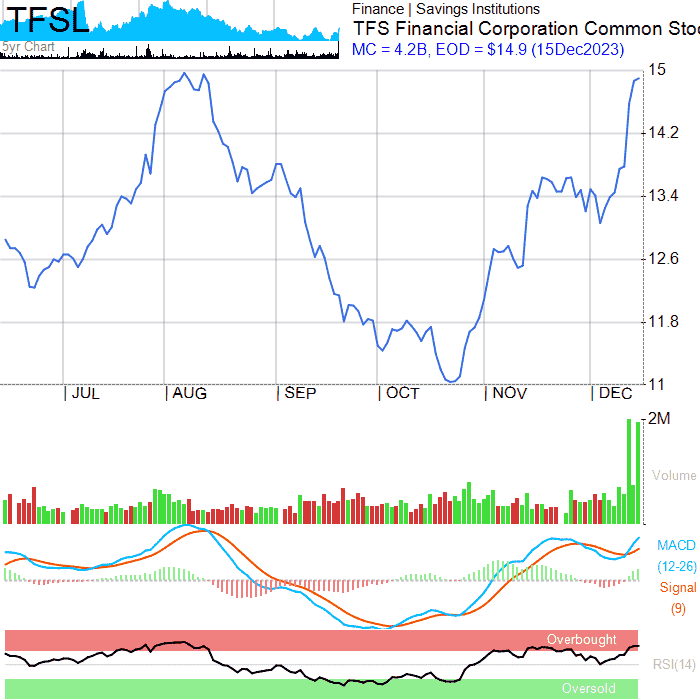 TFSL
5yr Chart
Finance | Savings Institutions
TFS Financial Corporation Common Stoc
MC = 4.2B, EOD = $14.9 (15Dec2023)
15
14.2
13.4
12.6
11.8
11
JUL
AUG
SEP
OCT
NOV
DEC
2M
Volume
MACD
(12-26)
Signal
(9)
Overbought
RSI(14)
Oversold